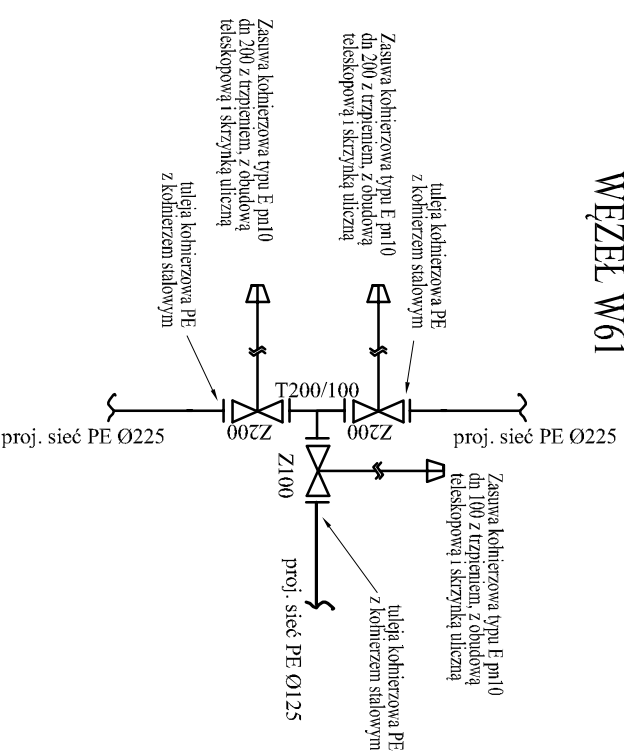 WĘZEŁ W61
Zasuwa kołnierzowa typu E pn10
dn 200 z trzpieniem, z obudową
teleskopową i skrzynką uliczną
Zasuwa kołnierzowa typu E pn10
dn 200 z trzpieniem, z obudową
teleskopową i skrzynką uliczną
tuleja kołnierzowa PE
z kołnierzem stalowym
tuleja kołnierzowa PE
z kołnierzem stalowym
T200/100
Z200
Z200
proj. sieć PE Ø225
proj. sieć PE Ø225
Z100
Zasuwa kołnierzowa typu E pn10
dn 100 z trzpieniem, z obudową
teleskopową i skrzynką uliczną
proj. sieć PE Ø125
tuleja kołnierzowa PE
z kołnierzem stalowym